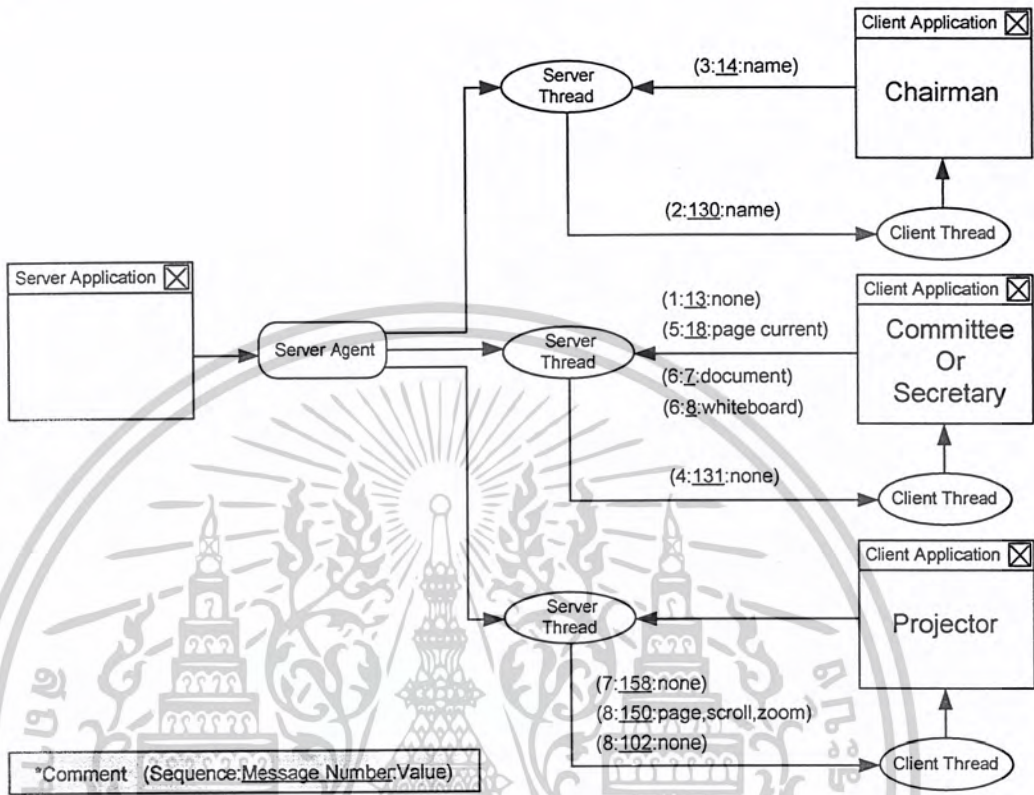 Client Application
Chairman
(3:14:name)
Server
Thread
(2:130:name)
Client Thread
Server Application
Server Agent
Client Application
Committee
Or
Secretary
(1:13:none)
(5:18:page current)
Server
Thread
(6:7:document)
(6:8:whiteboard)
(4:131:none)
Client Thread
Client Application
Projector
Server
Thread
(7:158:none)
(8:150:page,scroll,zoom)
(8:102:none)
Client Thread
*Comment (Sequence:Message Number:Value)